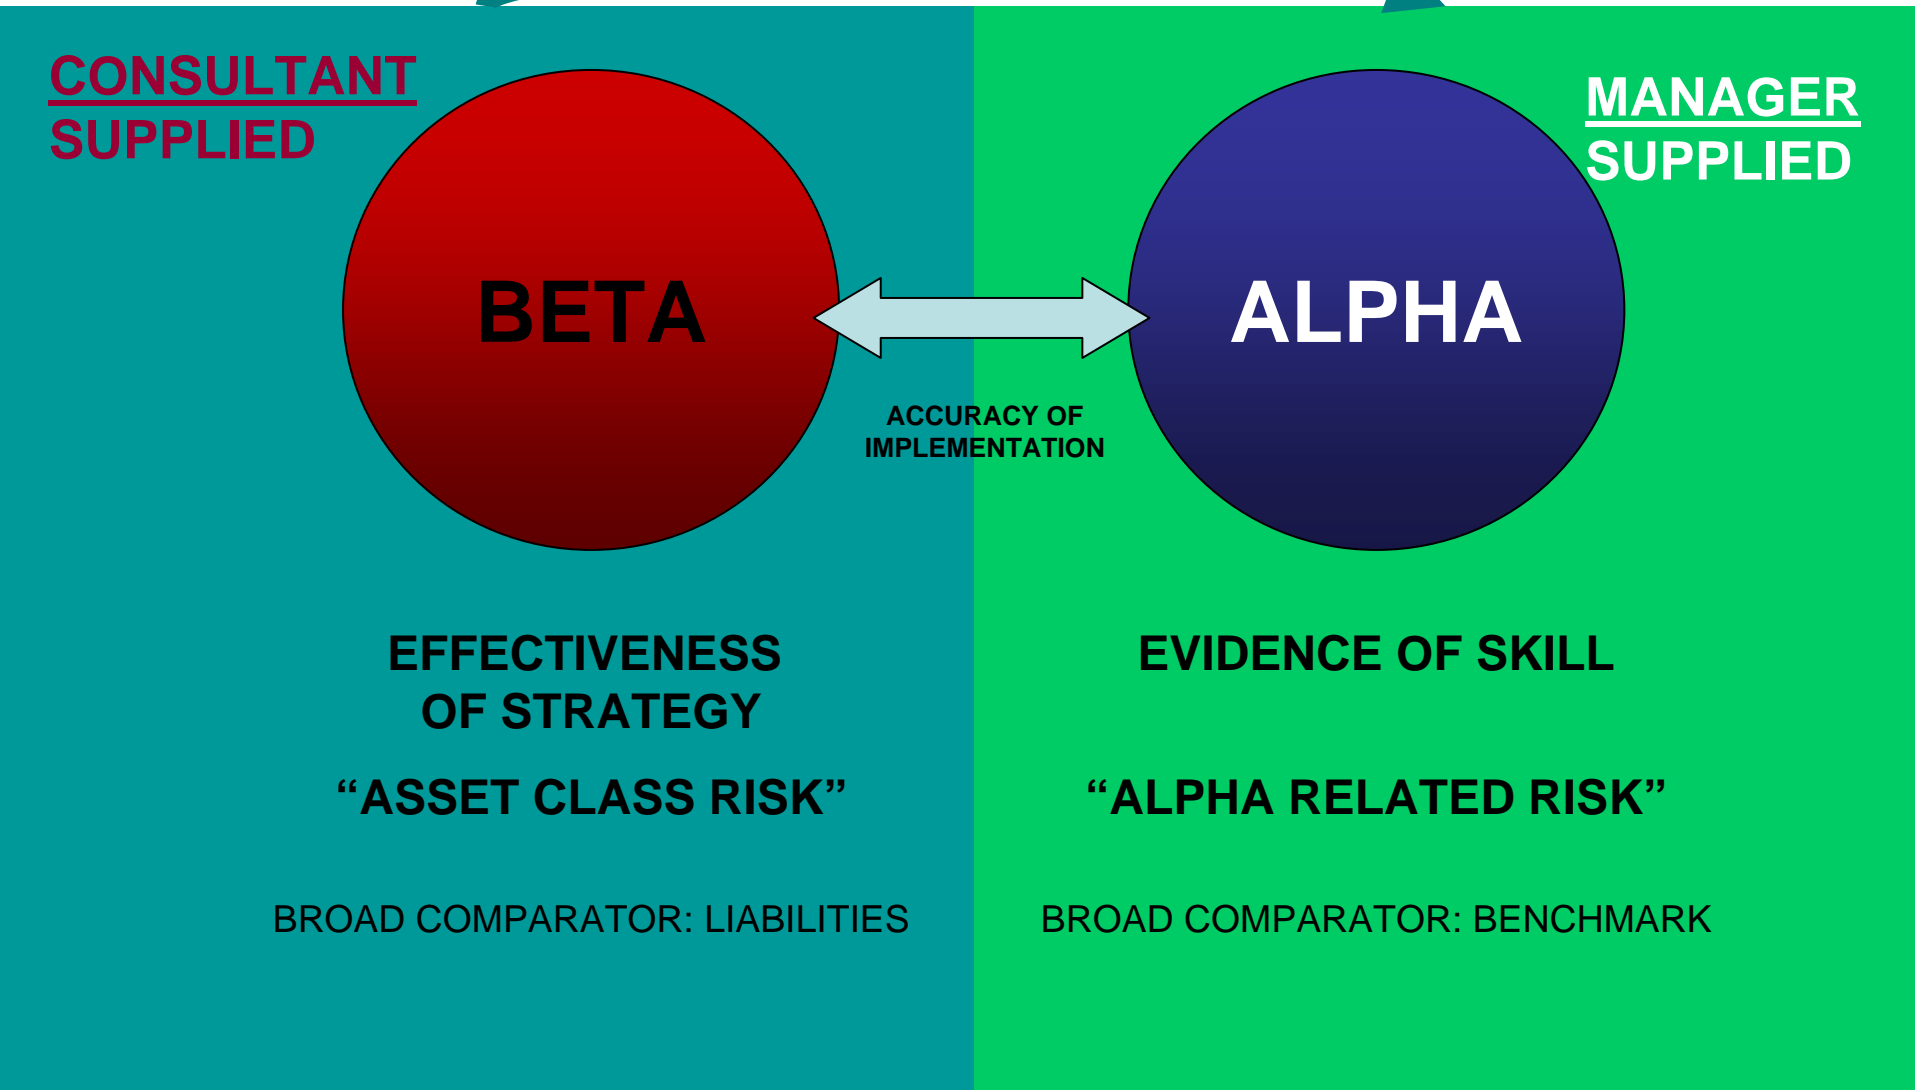 CONSULTANT
SUPPLIED
BETA
ACCURACY OF
IMPLEMENTATION
EFFECTIVENESS
OF STRATEGY
“ASSET CLASS RISK”
BROAD COMPARATOR: LIABILITIES
MANAGER
SUPPLIED
ALPHA
EVIDENCE OF SKILL
“ALPHA RELATED RISK”
BROAD COMPARATOR: BENCHMARK